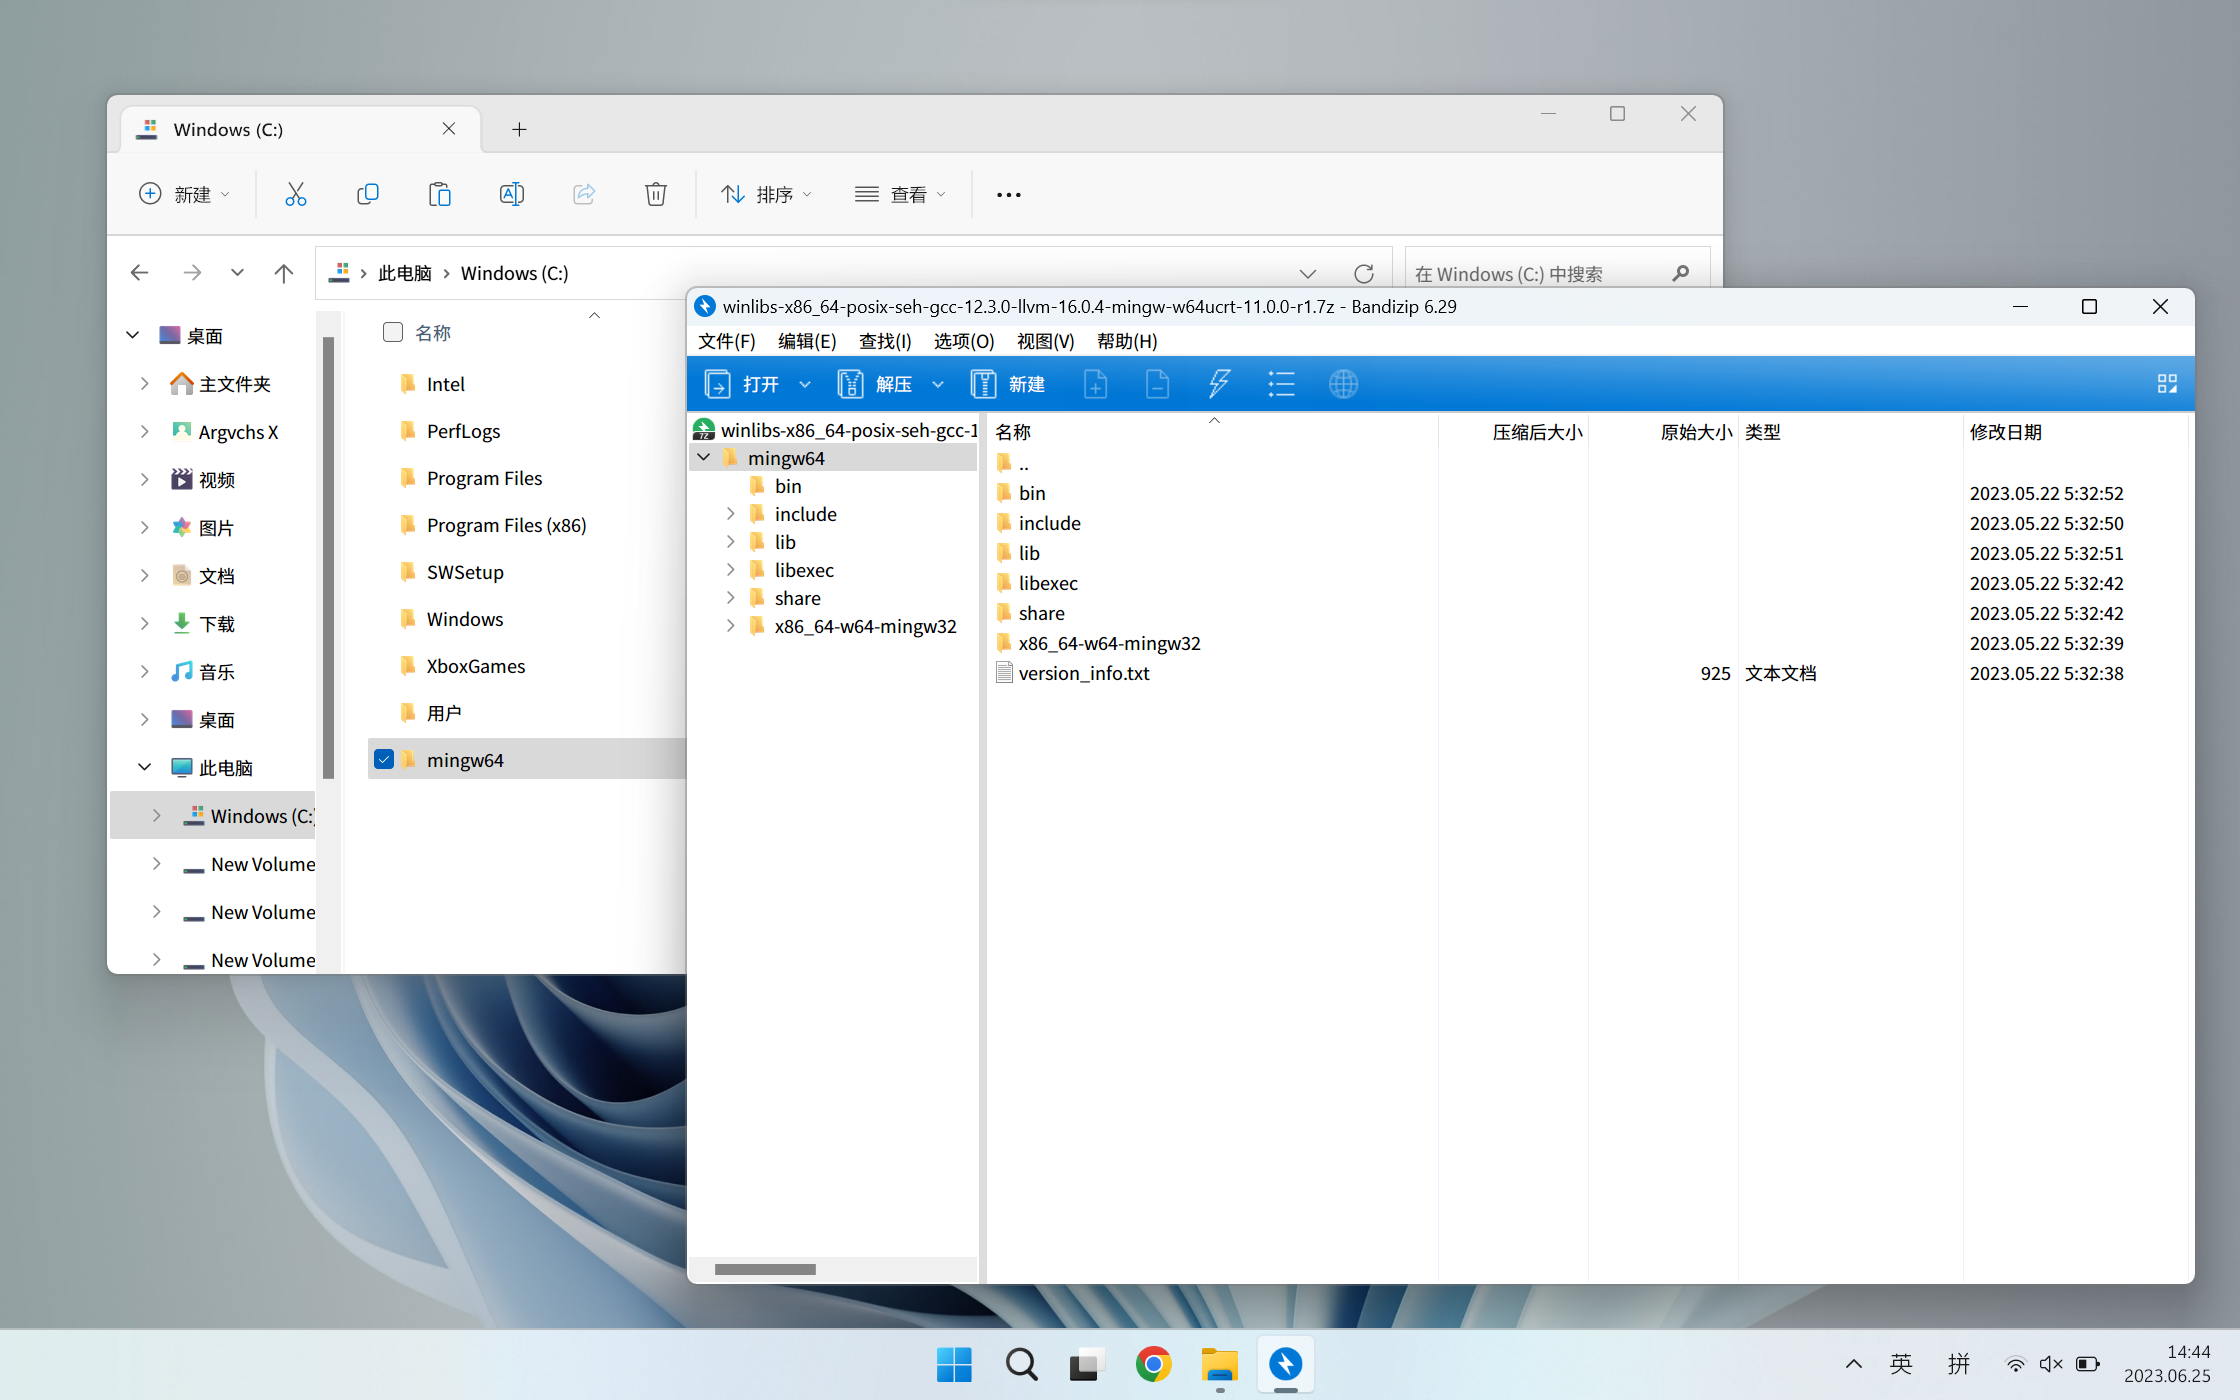 Windows (C:)
新建
排序
查看
此电脑
Windows (C:)
在 Windows (C:) 中搜索
桌面
主文件夹
Argvchs X
视频
图片
文档
下载
音乐
桌面
此电脑
Windows (C:)
New Volume
New Volume
New Volume
名称
Intel
PerfLogs
Program Files
Program Files (x86)
SWSetup
Windows
XboxGames
用户
mingw64
winlibs-x86_64-posix-seh-gcc-12.3.0-llvm-16.0.4-mingw-w64ucrt-11.0.0-r1.7z - Bandizip 6.29
文件(F) 编辑(E) 查找(I) 选项(O) 视图(V) 帮助(H)
打开 解压 新建
winlibs-x86_64-posix-seh-gcc-1
mingw64
bin
include
lib
libexec
share
x86_64-w64-mingw32
名称 压缩后大小 原始大小 类型 修改日期
..
bin 2023.05.22 5:32:52
include 2023.05.22 5:32:50
lib 2023.05.22 5:32:51
libexec 2023.05.22 5:32:42
share 2023.05.22 5:32:42
x86_64-w64-mingw32 2023.05.22 5:32:39
version_info.txt 925 文本文档 2023.05.22 5:32:38
英 拼
14:44
2023.06.25